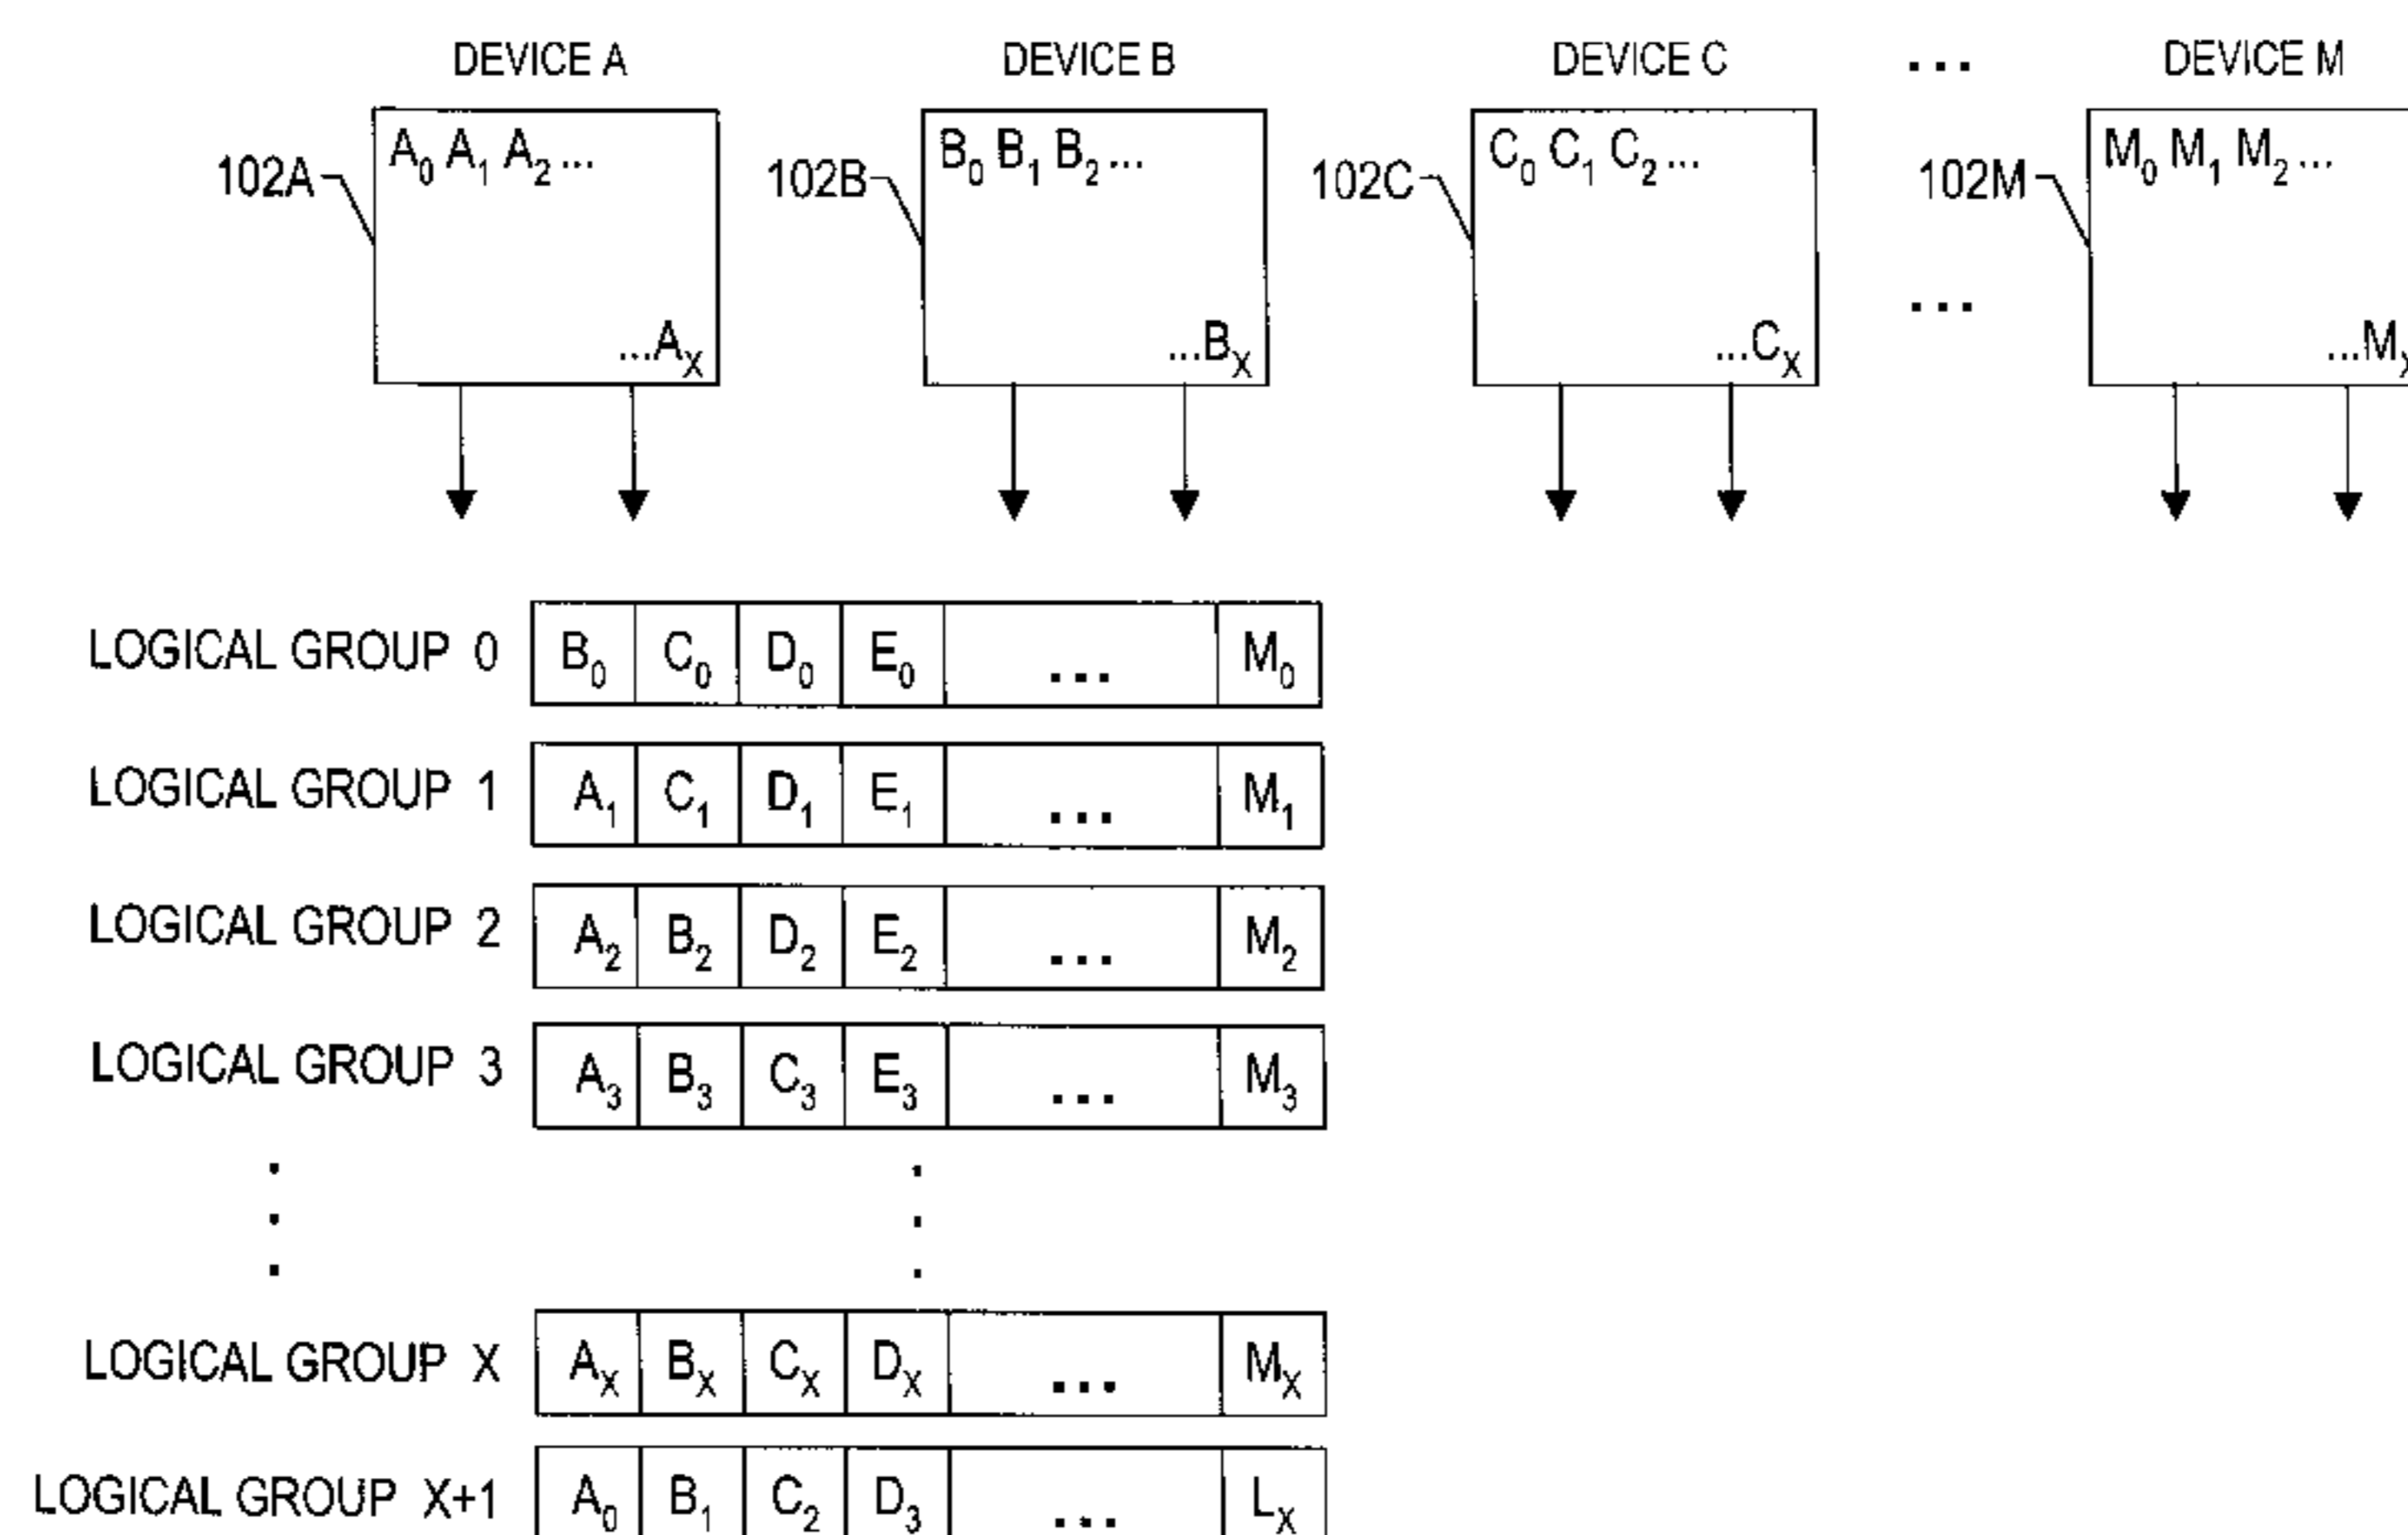 DEVICE A DEVICE B DEVICE C ... DEVICE M
102A A₀ A₁ A₂ ... ...Aₓ
102B B₀ B₁ B₂ ... ...Bₓ
102C C₀ C₁ C₂ ... ...Cₓ
...
102M M₀ M₁ M₂ ... ...Mₓ
LOGICAL GROUP 0 B₀ C₀ D₀ E₀ ... M₀
LOGICAL GROUP 1 A₁ C₁ D₁ E₁ ... M₁
LOGICAL GROUP 2 A₂ B₂ D₂ E₂ ... M₂
LOGICAL GROUP 3 A₃ B₃ C₃ E₃ ... M₃
LOGICAL GROUP X Aₓ Bₓ Cₓ Dₓ ... Mₓ
LOGICAL GROUP X+1 A₀ B₁ C₂ D₃ ... Lₓ